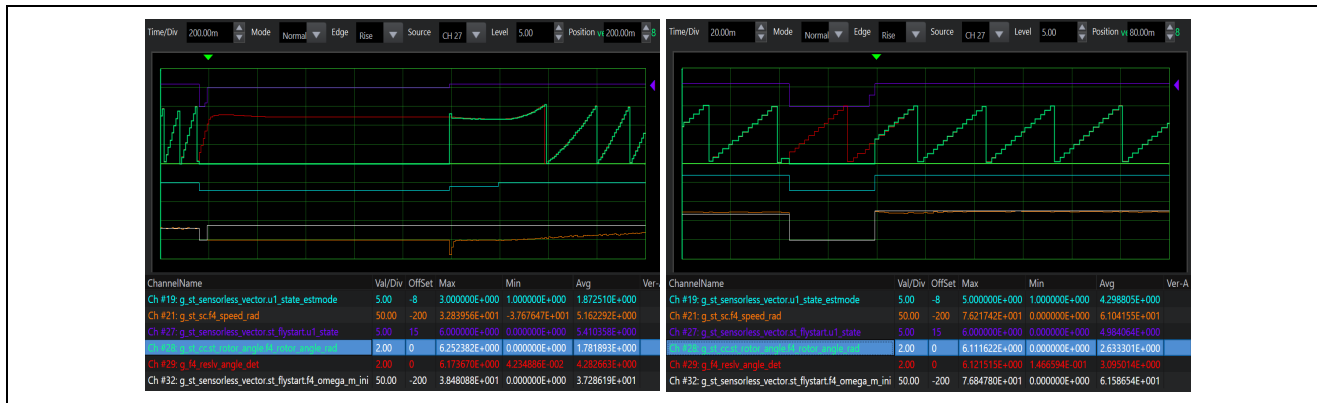 Time/Div 200.00m Mode Normal Edge Rise Source CH 27 Level 5.00 Position 200.00m 8
ChannelName Val/Div OffSet Max Min Avg Ver-
Ch #19: g_st_sensorless_vector.u1_state_estmode 5.00 -8 3.000000E+000 1.000000E+000 1.872510E+000
Ch #21: g_st_sc.f4_speed_rad 50.00 -200 3.283956E+001 -3.767647E+001 5.162292E+000
Ch #27: g_st_sensorless_vector.st_flystart.u1_state 5.00 15 6.000000E+000 0.000000E+000 5.410358E+000
Ch #28: g_st_cc.st_rotor_angle.f4_rotor_angle_rad 2.00 0 6.252382E+000 0.000000E+000 1.781893E+000
Ch #29: g_f4_reslv_angle_det 2.00 0 6.173670E+000 4.234886E-002 4.282663E+000
Ch #32: g_st_sensorless_vector.st_flystart.f4_omega_m_ini 50.00 -200 3.848088E+001 0.000000E+000 3.728619E+001
Time/Div 20.00m Mode Normal Edge Rise Source CH 27 Level 5.00 Position 80.00m 8
ChannelName Val/Div OffSet Max Min Avg Ver-A
Ch #19: g_st_sensorless_vector.u1_state_estmode 5.00 -8 5.000000E+000 1.000000E+000 4.298805E+000
Ch #21: g_st_sc.f4_speed_rad 50.00 -200 7.621742E+001 0.000000E+000 6.104155E+001
Ch #27: g_st_sensorless_vector.st_flystart.u1_state 5.00 15 6.000000E+000 0.000000E+000 4.984064E+000
Ch #28: g_st_cc.st_rotor_angle.f4_rotor_angle_rad 2.00 0 6.111622E+000 0.000000E+000 2.633301E+000
Ch #29: g_f4_reslv_angle_det 2.00 0 6.121515E+000 1.466594E-001 3.095014E+000
Ch #32: g_st_sensorless_vector.st_flystart.f4_omega_m_ini 50.00 -200 7.684780E+001 0.000000E+000 6.158654E+001